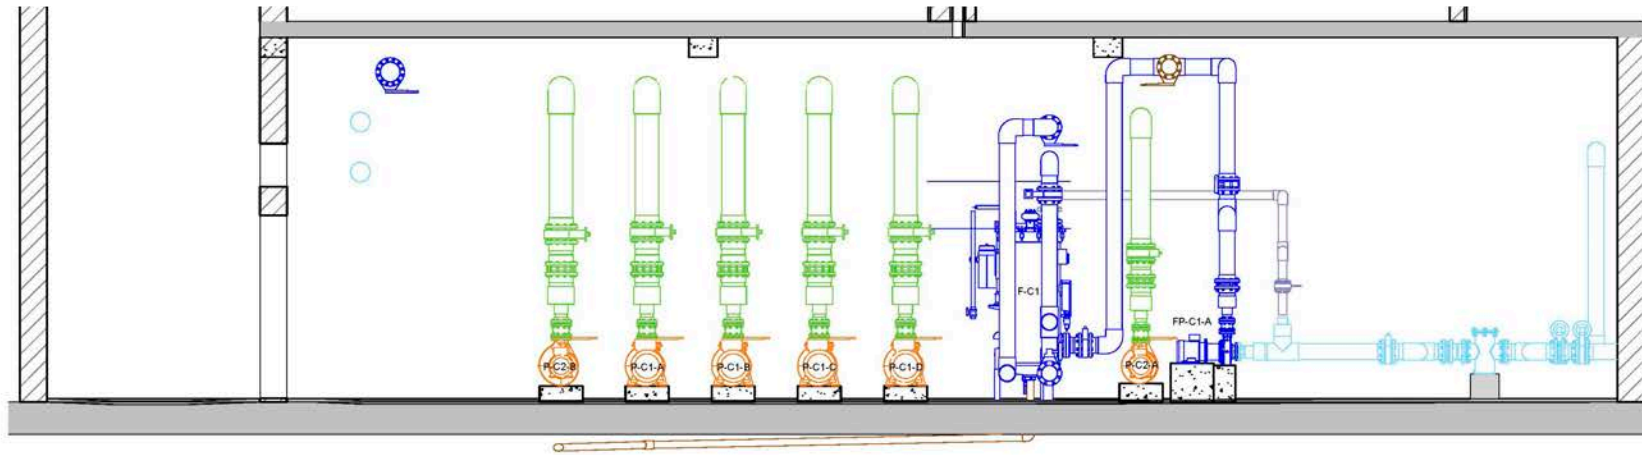 F-C1
FP-C1-A
P-C2-B
P-C1-A
P-C1-B
P-C1-C
P-C1-D
P-C2-A